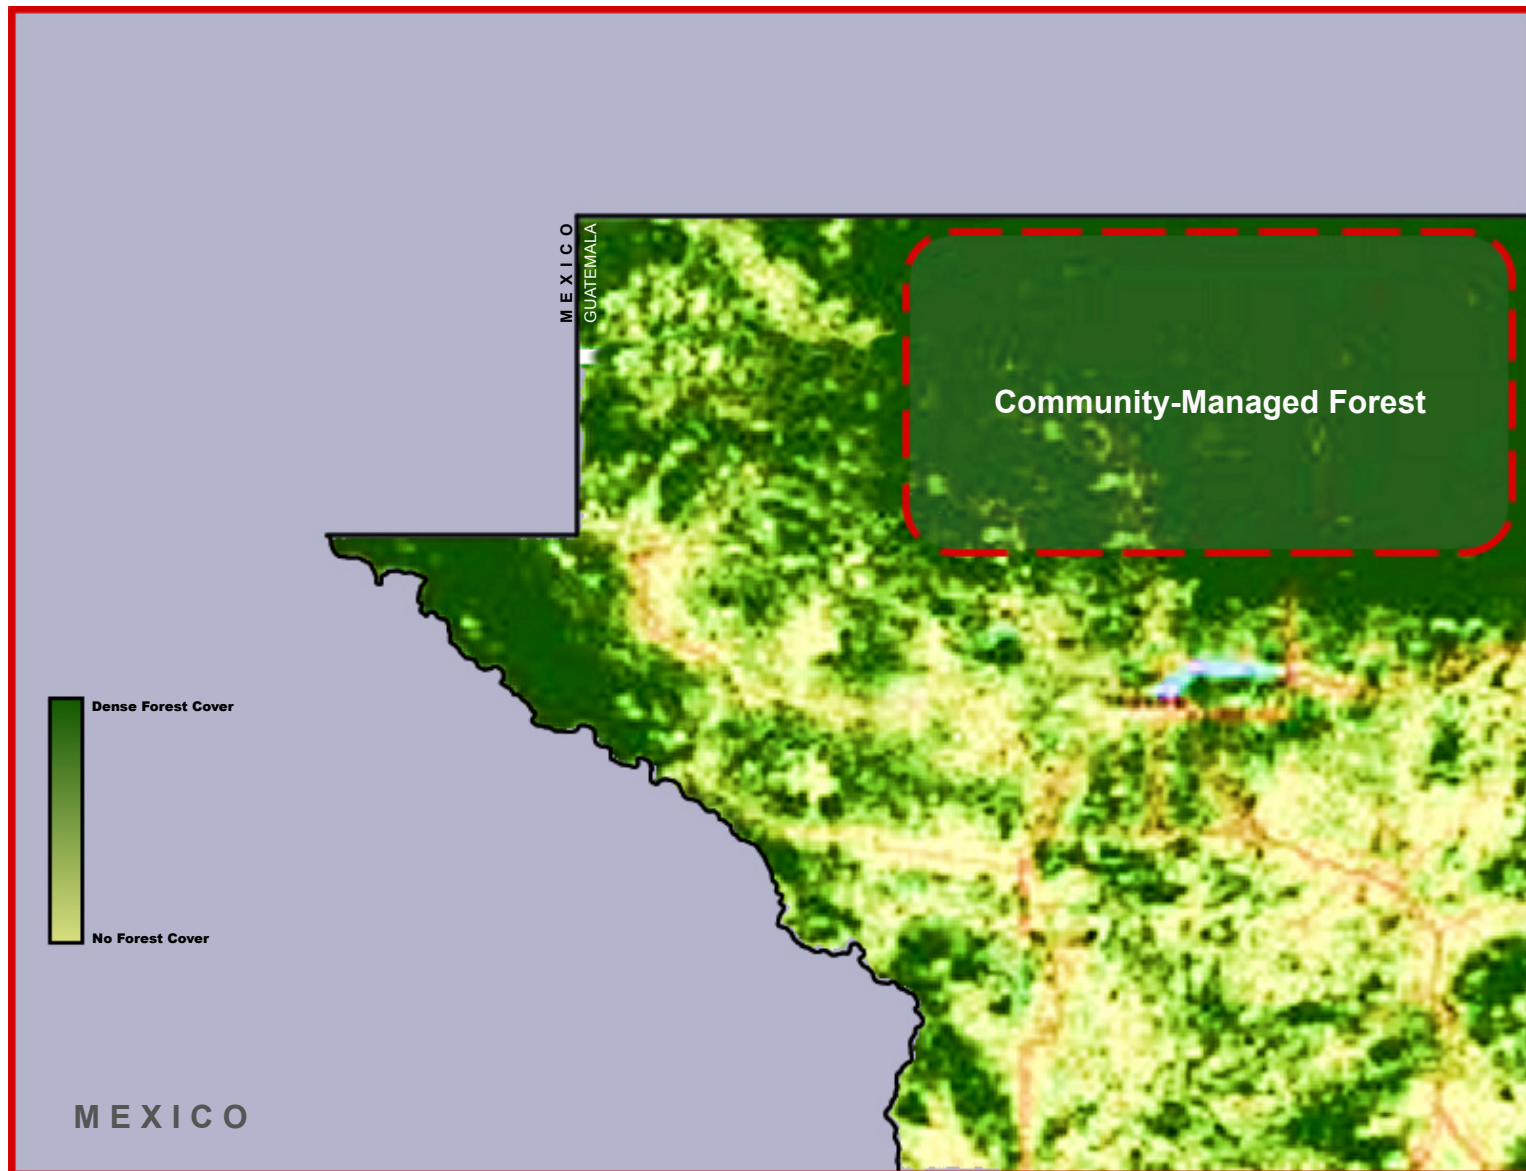 MEXICO
GUATEMALA
Community-Managed Forest
Dense Forest Cover
No Forest Cover
MEXICO